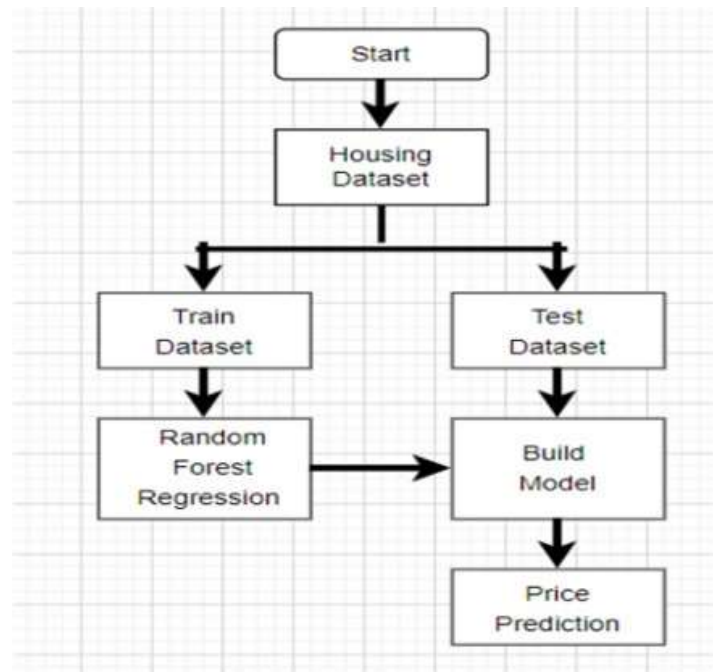 Start
Housing
Dataset
Train
Dataset
Test
Dataset
Random
Forest
Regression
Build
Model
Price
Prediction